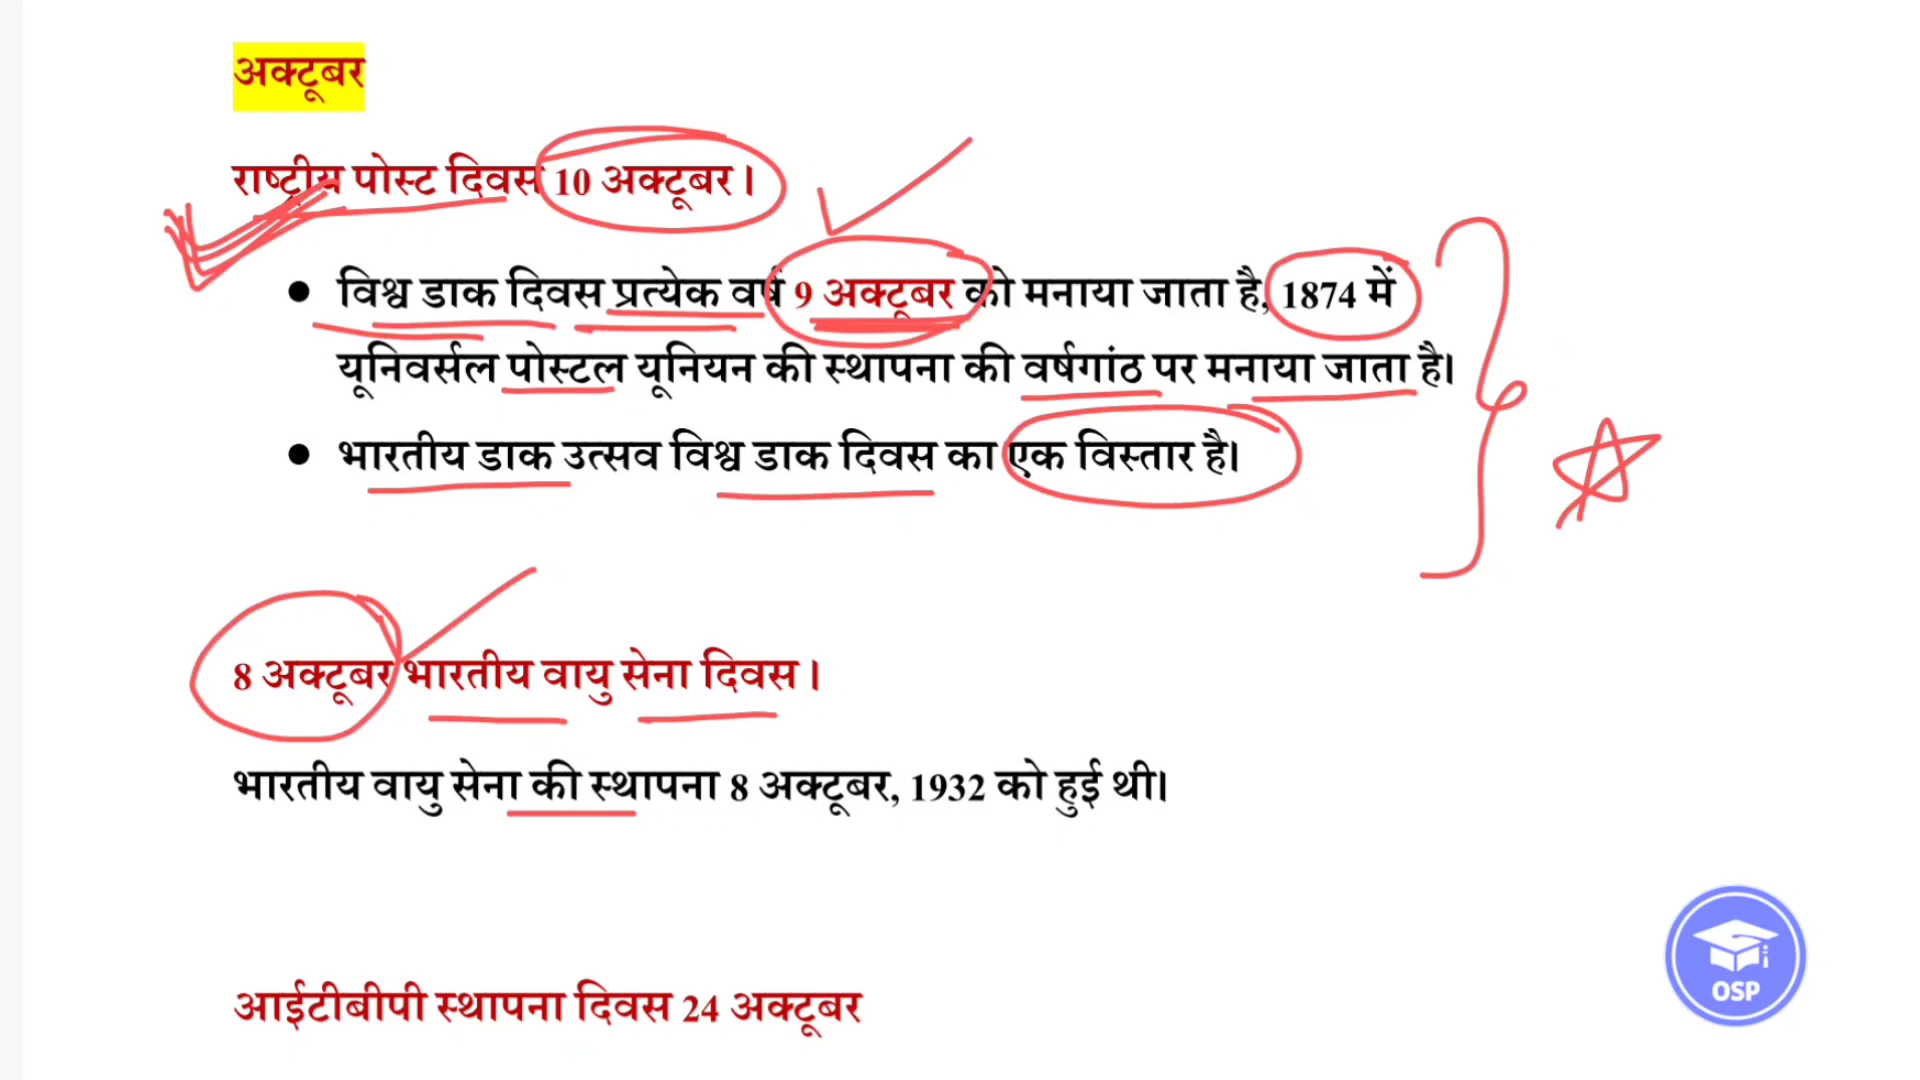 अक्टूबर
राष्ट्रीय पोस्ट दिवस 10 अक्टूबर।
● विश्व डाक दिवस प्रत्येक वर्ष 9 अक्टूबर को मनाया जाता है, 1874 में
यूनिवर्सल पोस्टल यूनियन की स्थापना की वर्षगांठ पर मनाया जाता है।
● भारतीय डाक उत्सव विश्व डाक दिवस का एक विस्तार है।
8 अक्टूबर भारतीय वायु सेना दिवस।
भारतीय वायु सेना की स्थापना 8 अक्टूबर, 1932 को हुई थी।
आईटीबीपी स्थापना दिवस 24 अक्टूबर
OSP